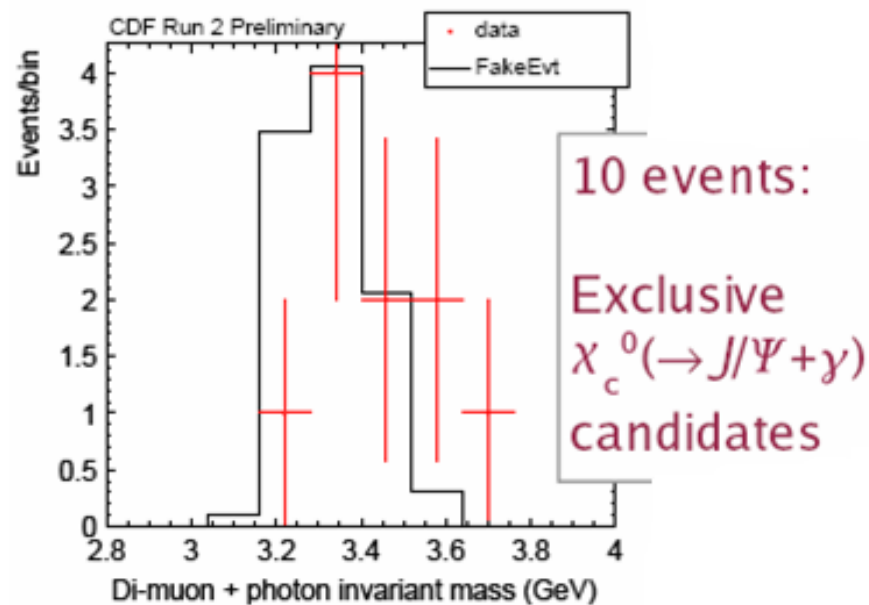 CDF Run 2 Preliminary
data
FakeEvt
Events/bin
4
3.5
3
2.5
2
1.5
1
0.5
0
2.8 3 3.2 3.4 3.6 3.8 4
Di-muon + photon invariant mass (GeV)
10 events:
Exclusive
χc⁰(→ J/Ψ+γ)
candidates